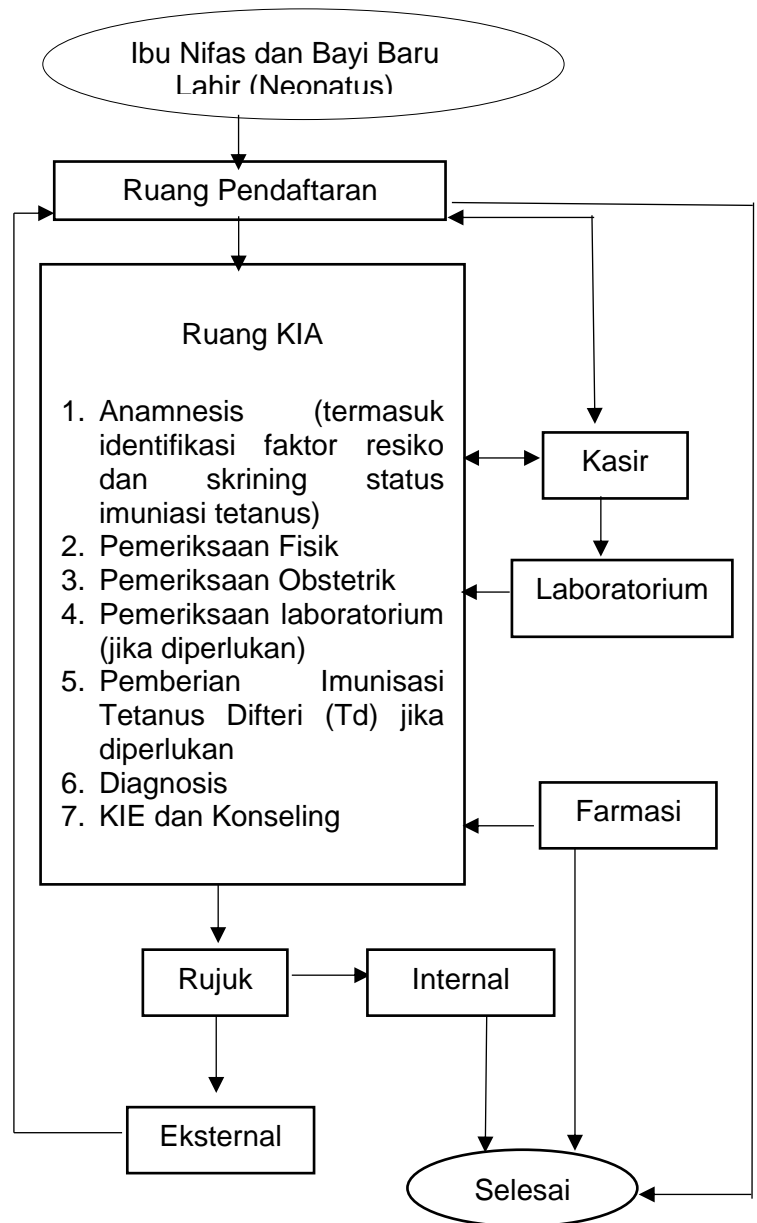 Ibu Nifas dan Bayi Baru
Lahir (Neonatus)
Ruang Pendaftaran
Ruang KIA
1. Anamnesis (termasuk
identifikasi faktor resiko
dan skrining status
imuniasi tetanus)
2. Pemeriksaan Fisik
3. Pemeriksaan Obstetrik
4. Pemeriksaan laboratorium
(jika diperlukan)
5. Pemberian Imunisasi
Tetanus Difteri (Td) jika
diperlukan
6. Diagnosis
7. KIE dan Konseling
Kasir
Laboratorium
Farmasi
Rujuk
Internal
Eksternal
Selesai